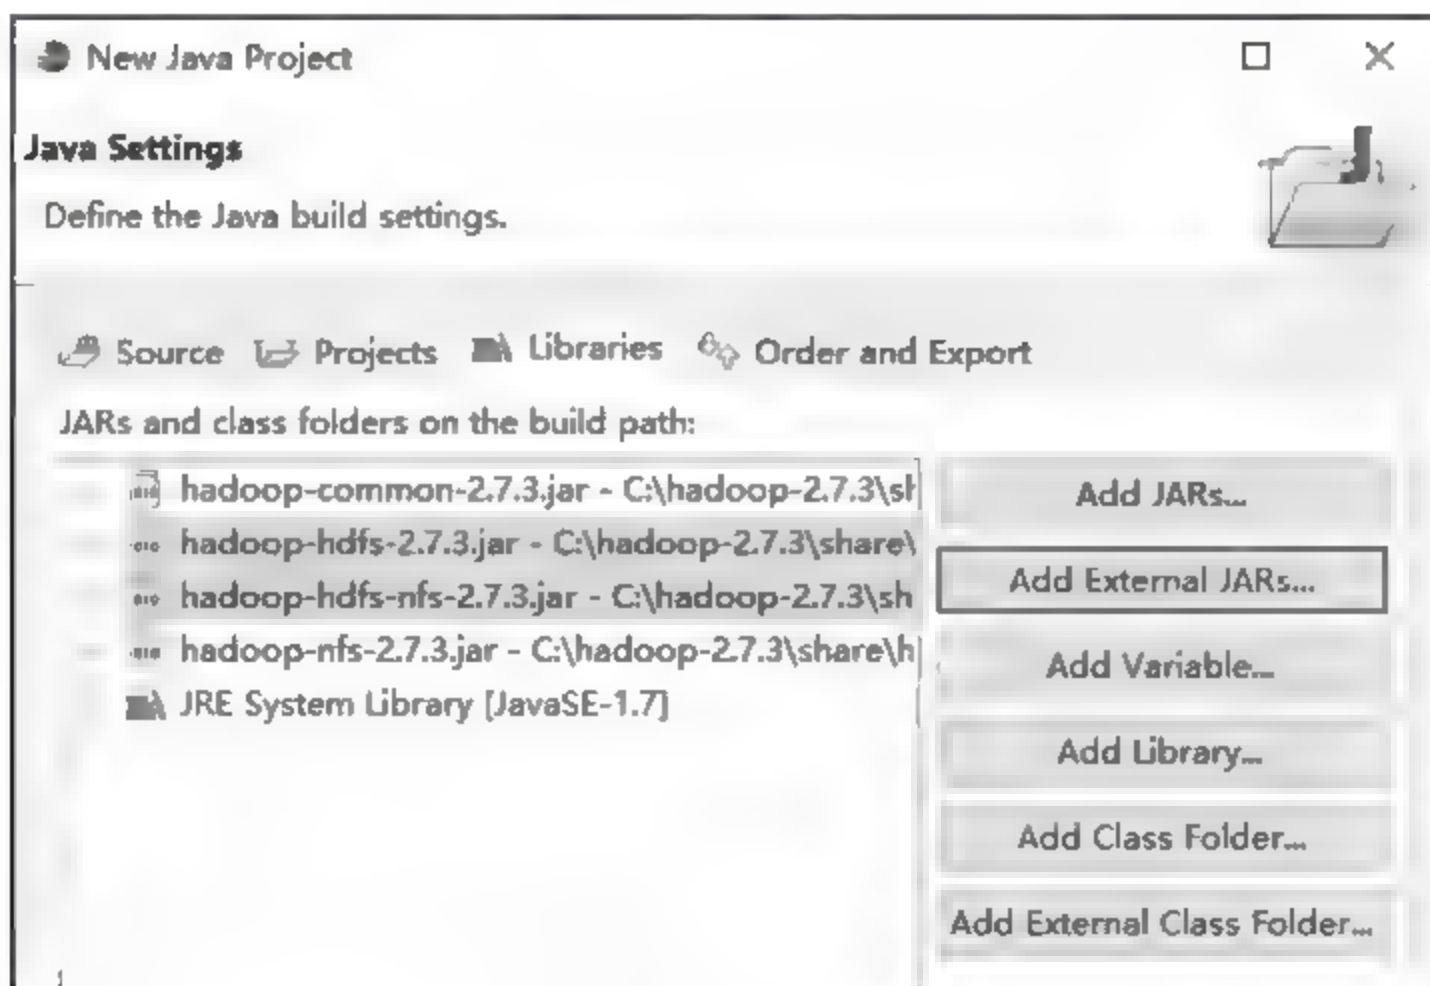 New Java Project
Java Settings
Define the Java build settings.
Source Projects Libraries Order and Export
JARs and class folders on the build path:
hadoop-common-2.7.3.jar - C:\hadoop-2.7.3\sh
hadoop-hdfs-2.7.3.jar - C:\hadoop-2.7.3\share\
hadoop-hdfs-nfs-2.7.3.jar - C:\hadoop-2.7.3\sh
hadoop-nfs-2.7.3.jar - C:\hadoop-2.7.3\share\h
JRE System Library [JavaSE-1.7]
Add JARs...
Add External JARs...
Add Variable...
Add Library...
Add Class Folder...
Add External Class Folder...